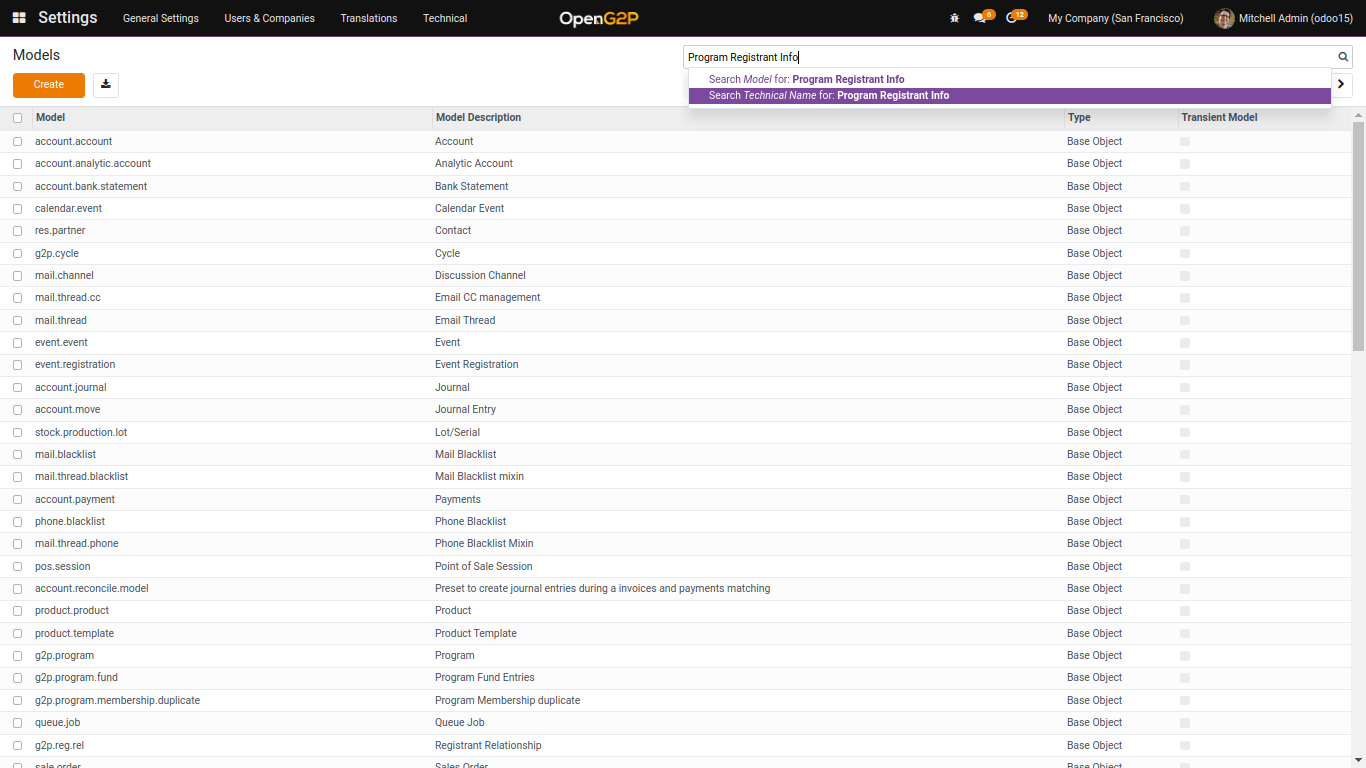 Settings General Settings Users & Companies Translations Technical OpenG2P 6 12 My Company (San Francisco) Mitchell Admin (odoo15)
Models Program Registrant Info
Create
Search Model for: Program Registrant Info
Search Technical Name for: Program Registrant Info
Model Model Description Type Transient Model
account.account Account Base Object
account.analytic.account Analytic Account Base Object
account.bank.statement Bank Statement Base Object
calendar.event Calendar Event Base Object
res.partner Contact Base Object
g2p.cycle Cycle Base Object
mail.channel Discussion Channel Base Object
mail.thread.cc Email CC management Base Object
mail.thread Email Thread Base Object
event.event Event Base Object
event.registration Event Registration Base Object
account.journal Journal Base Object
account.move Journal Entry Base Object
stock.production.lot Lot/Serial Base Object
mail.blacklist Mail Blacklist Base Object
mail.thread.blacklist Mail Blacklist mixin Base Object
account.payment Payments Base Object
phone.blacklist Phone Blacklist Base Object
mail.thread.phone Phone Blacklist Mixin Base Object
pos.session Point of Sale Session Base Object
account.reconcile.model Preset to create journal entries during a invoices and payments matching Base Object
product.product Product Base Object
product.template Product Template Base Object
g2p.program Program Base Object
g2p.program.fund Program Fund Entries Base Object
g2p.program.membership.duplicate Program Membership duplicate Base Object
queue.job Queue Job Base Object
g2p.reg.rel Registrant Relationship Base Object
sale.order Sales Order Base Object